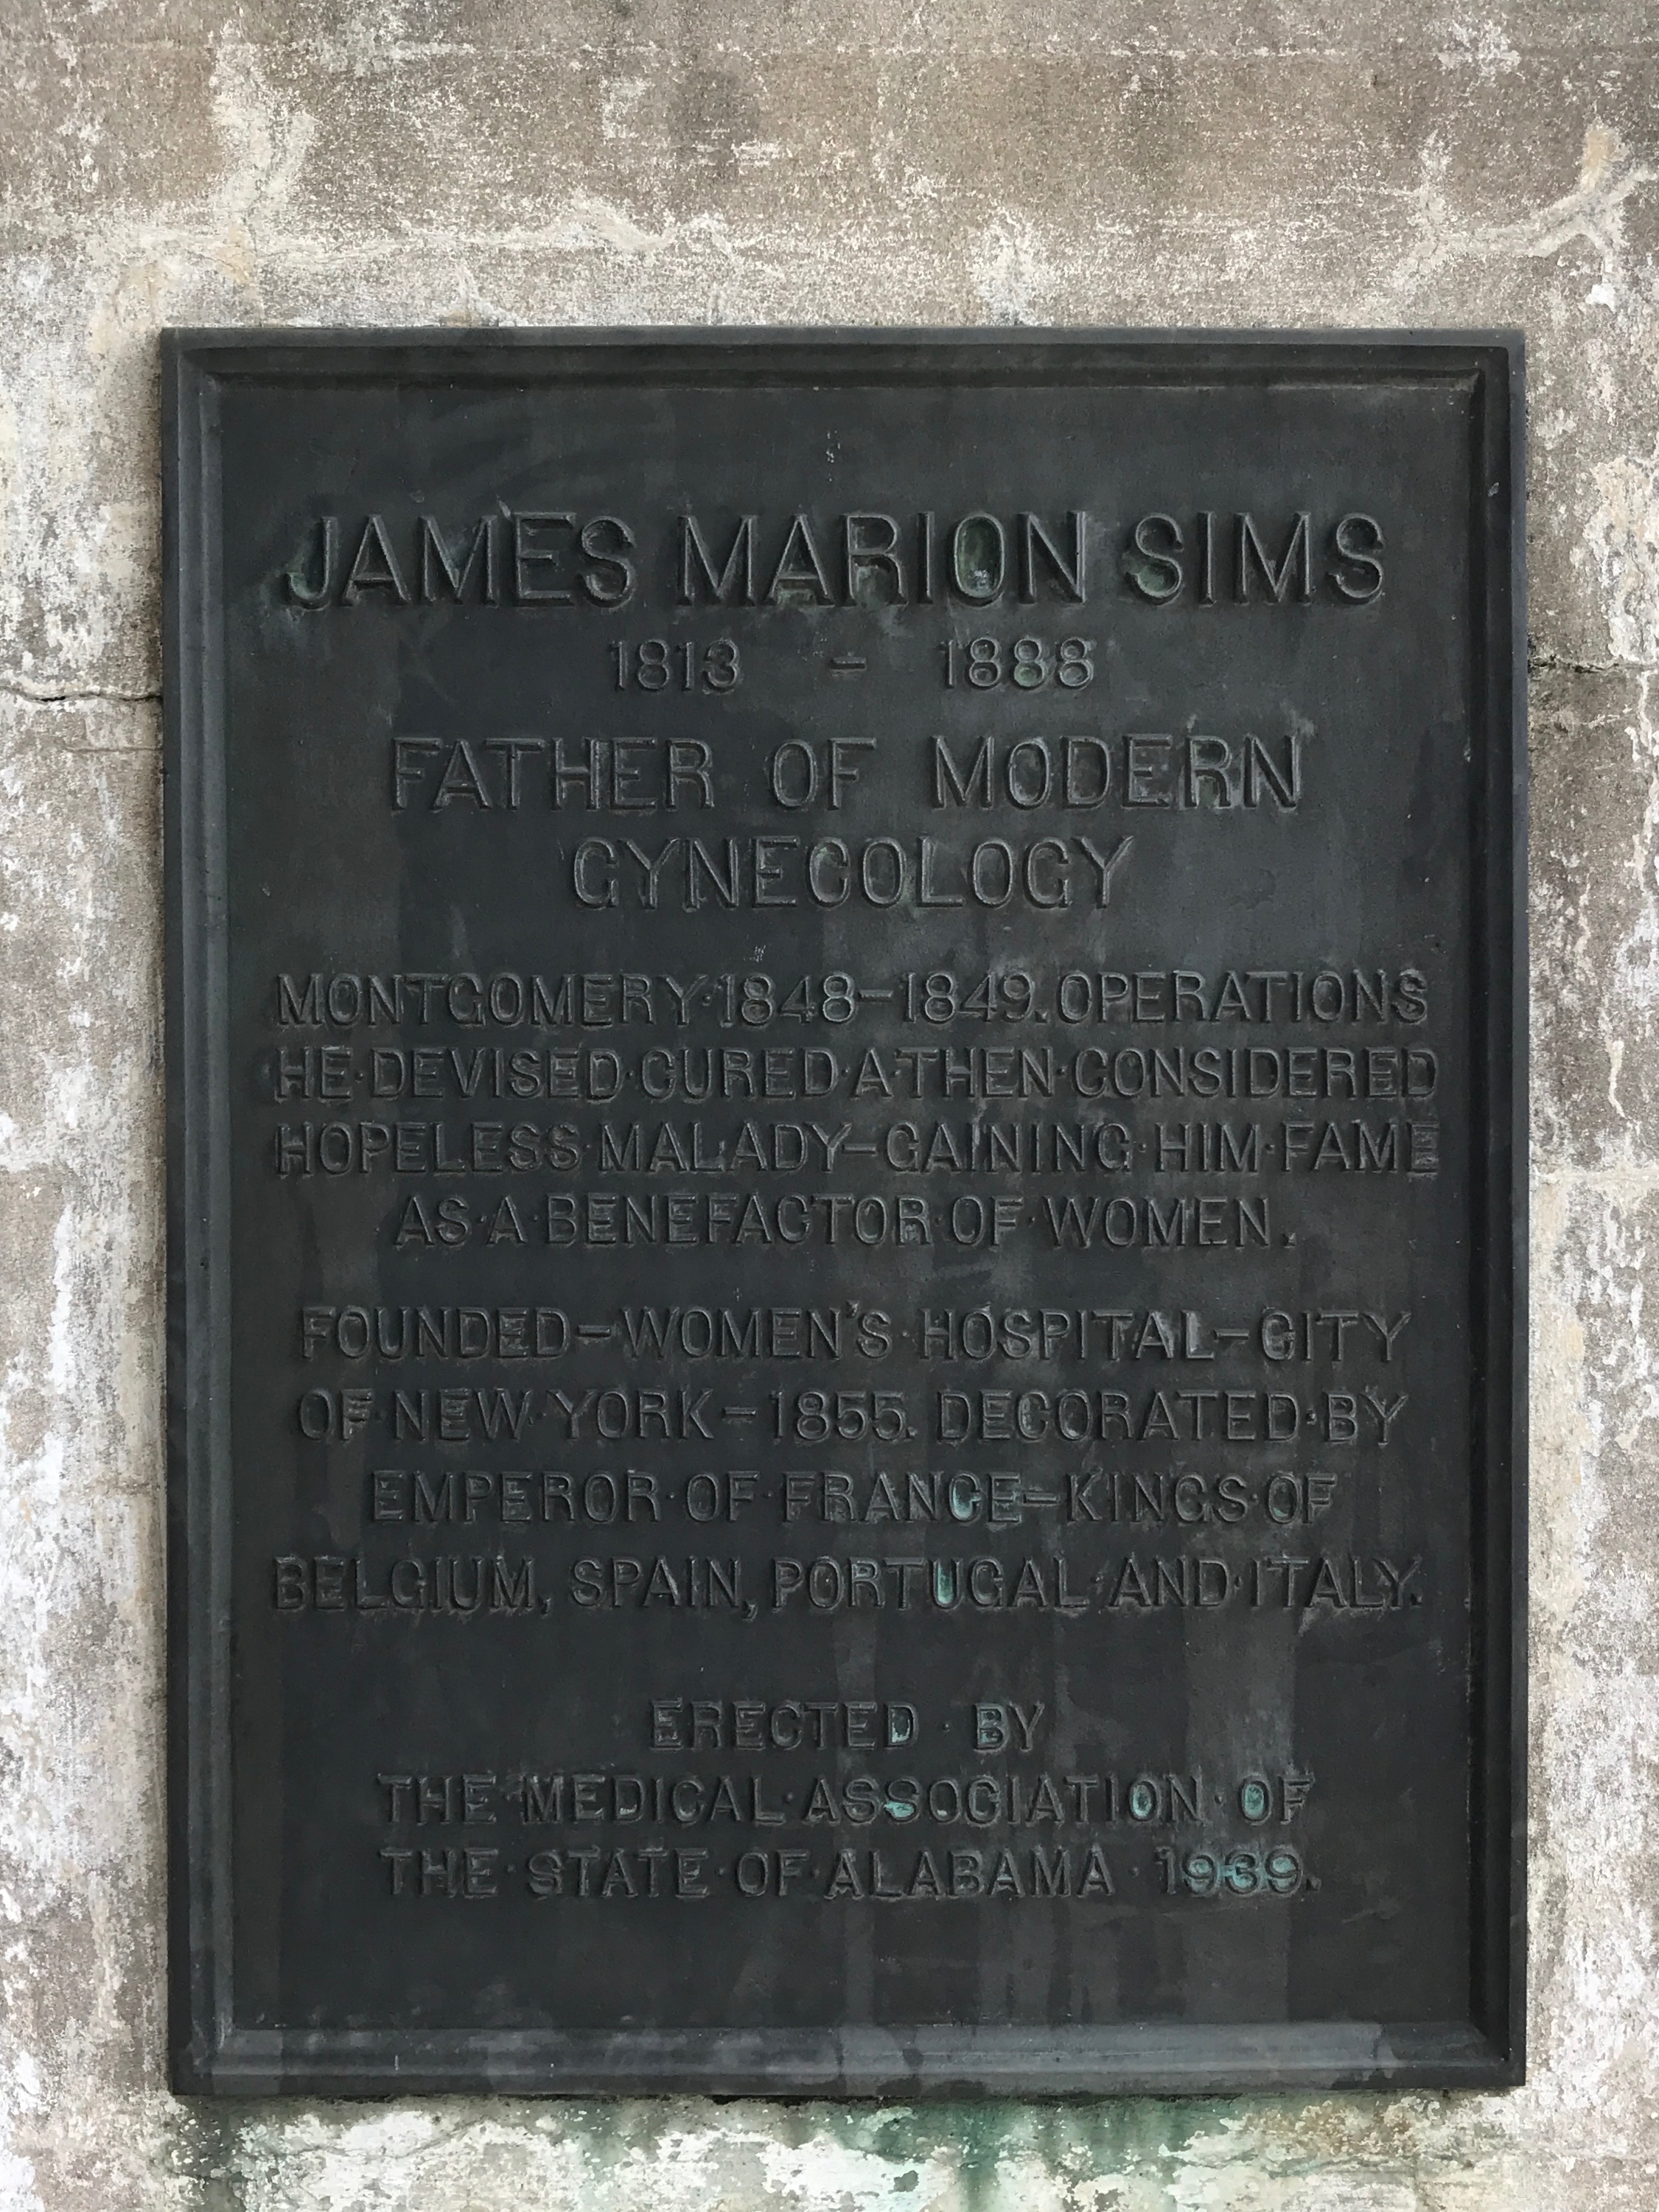 JAMES MARION SIMS
1813 - 1888
FATHER OF MODERN
GYNECOLOGY
MONTGOMERY·1848-1849. OPERATIONS
HE·DEVISED·CURED·A·THEN·CONSIDERED
HOPELESS·MALADY-GAINING·HIM·FAME
AS·A·BENEFACTOR·OF·WOMEN.
FOUNDED-WOMEN'S·HOSPITAL-CITY
OF·NEW·YORK-1855. DECORATED·BY
EMPEROR·OF·FRANCE-KINGS·OF
BELGIUM, SPAIN, PORTUGAL·AND·ITALY.
ERECTED · BY
THE·MEDICAL·ASSOCIATION·OF
THE·STATE·OF·ALABAMA·1939.